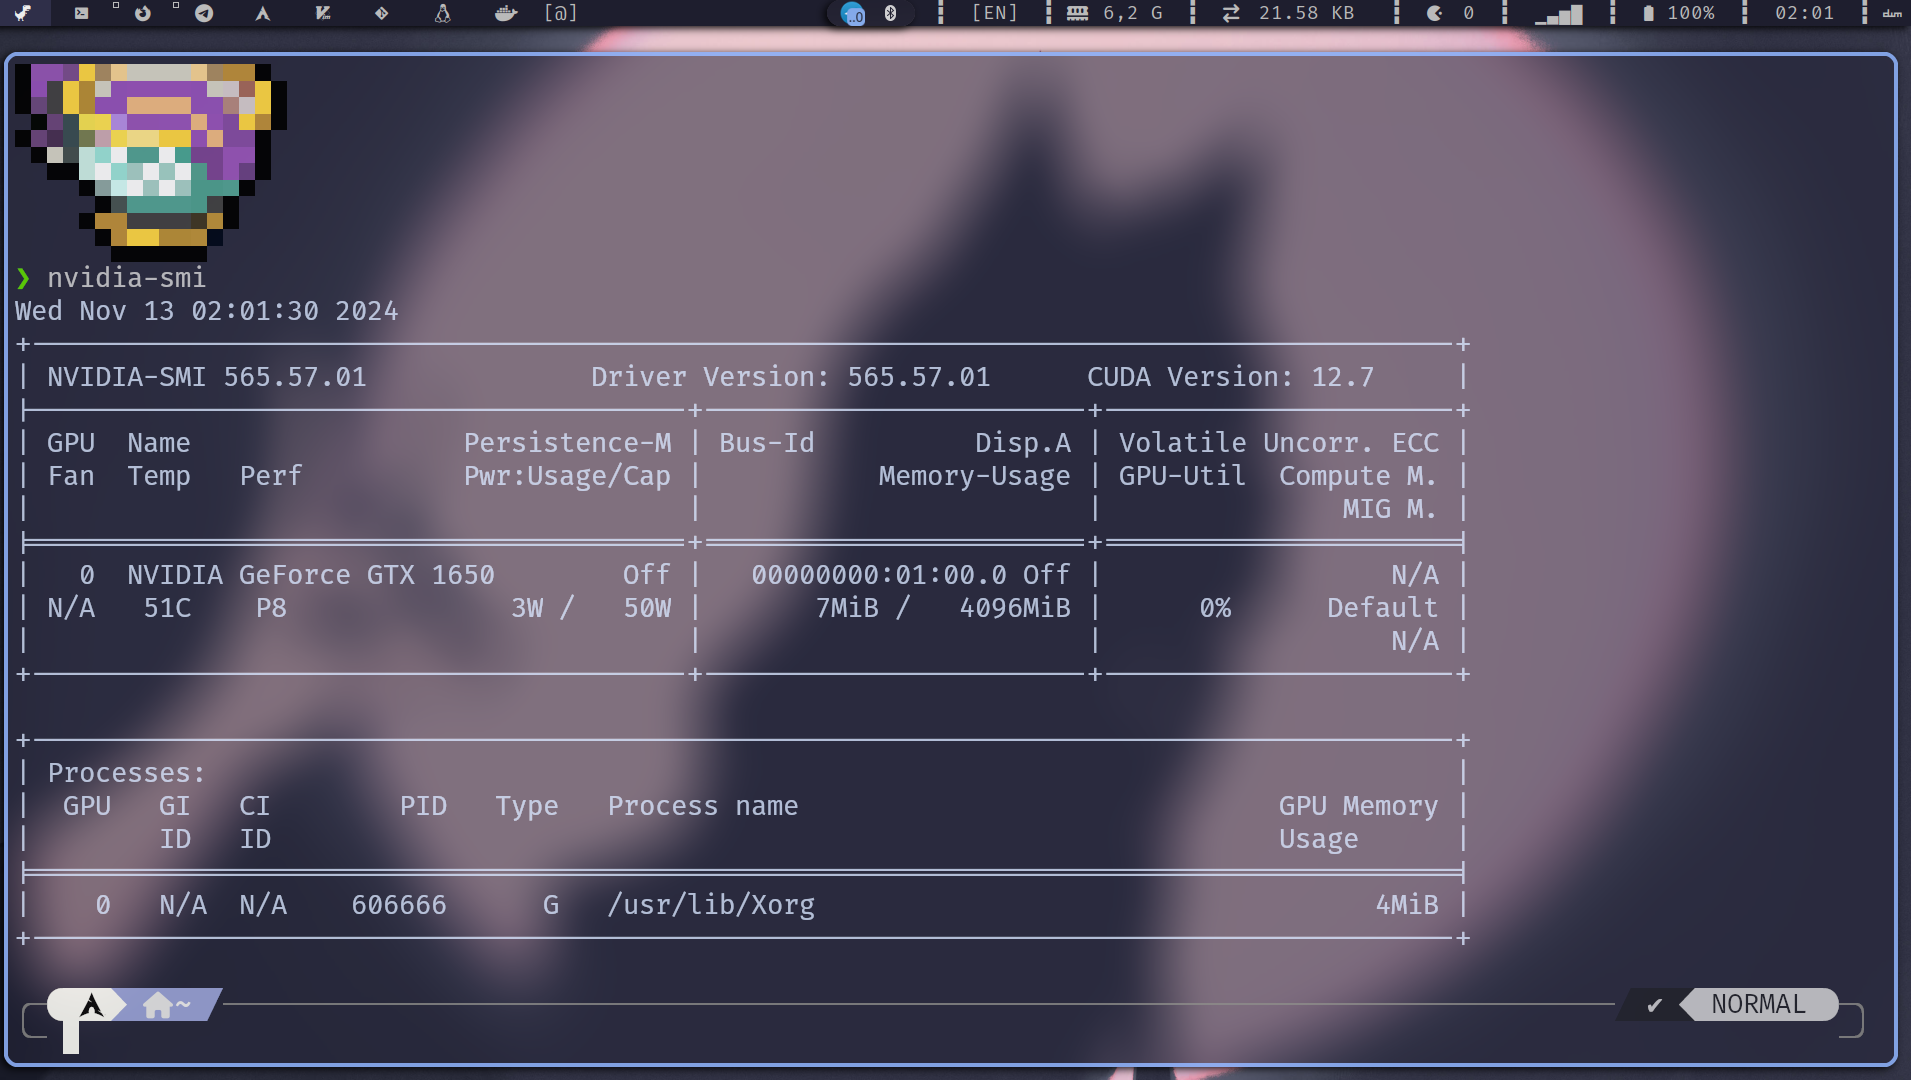 [@] ..0 [EN] 6,2 G 21.58 KB 0 100% 02:01 dwm
❯ nvidia-smi
Wed Nov 13 02:01:30 2024
NVIDIA-SMI 565.57.01 Driver Version: 565.57.01 CUDA Version: 12.7
GPU Name Persistence-M | Bus-Id Disp.A | Volatile Uncorr. ECC
Fan Temp Perf Pwr:Usage/Cap | Memory-Usage | GPU-Util Compute M.
MIG M.
0 NVIDIA GeForce GTX 1650 Off | 00000000:01:00.0 Off | N/A
N/A 51C P8 3W / 50W | 7MiB / 4096MiB | 0% Default
N/A
Processes:
GPU GI CI PID Type Process name GPU Memory
ID ID Usage
0 N/A N/A 606666 G /usr/lib/Xorg 4MiB
~ ✔ NORMAL